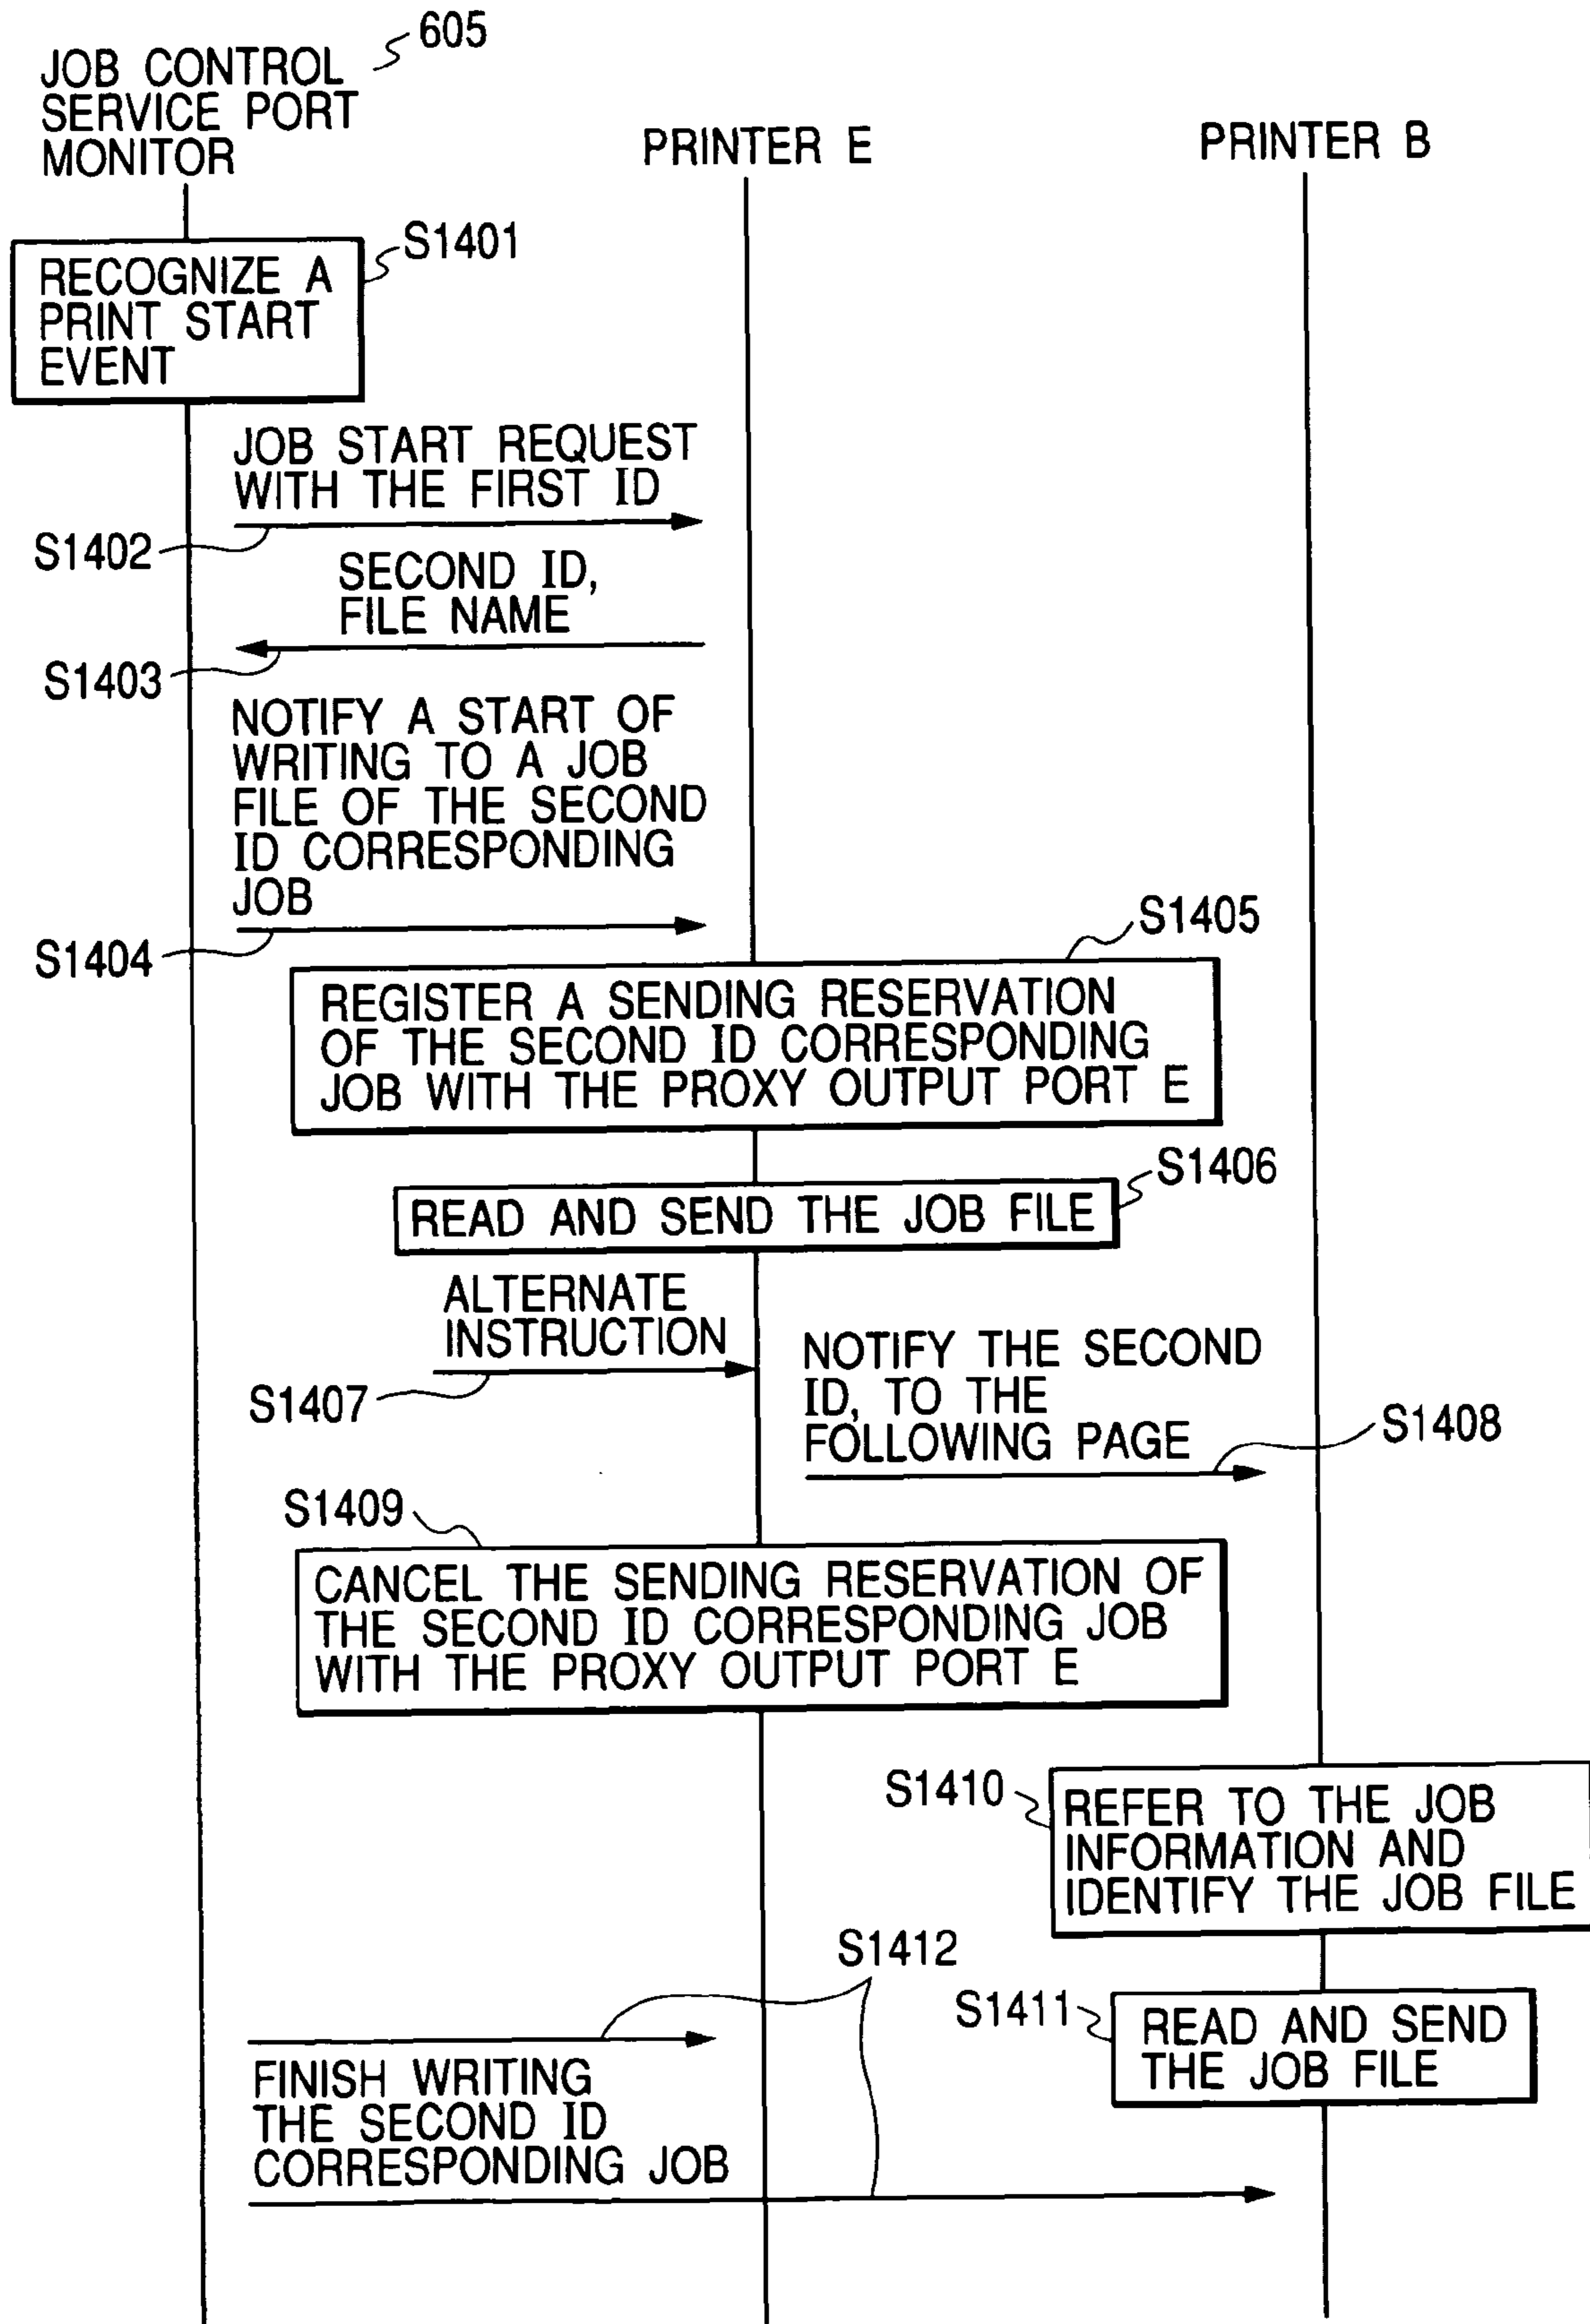 605
JOB CONTROL
SERVICE PORT
MONITOR
PRINTER E
PRINTER B
S1401
RECOGNIZE A
PRINT START
EVENT
JOB START REQUEST
WITH THE FIRST ID
S1402
SECOND ID,
FILE NAME
S1403
NOTIFY A START OF
WRITING TO A JOB
FILE OF THE SECOND
ID CORRESPONDING
JOB
S1404
S1405
REGISTER A SENDING RESERVATION
OF THE SECOND ID CORRESPONDING
JOB WITH THE PROXY OUTPUT PORT E
S1406
READ AND SEND THE JOB FILE
ALTERNATE
INSTRUCTION
S1407
NOTIFY THE SECOND
ID, TO THE
FOLLOWING PAGE
S1408
S1409
CANCEL THE SENDING RESERVATION OF
THE SECOND ID CORRESPONDING JOB
WITH THE PROXY OUTPUT PORT E
S1410
REFER TO THE JOB
INFORMATION AND
IDENTIFY THE JOB FILE
S1412
S1411
READ AND SEND
THE JOB FILE
FINISH WRITING
THE SECOND ID
CORRESPONDING JOB